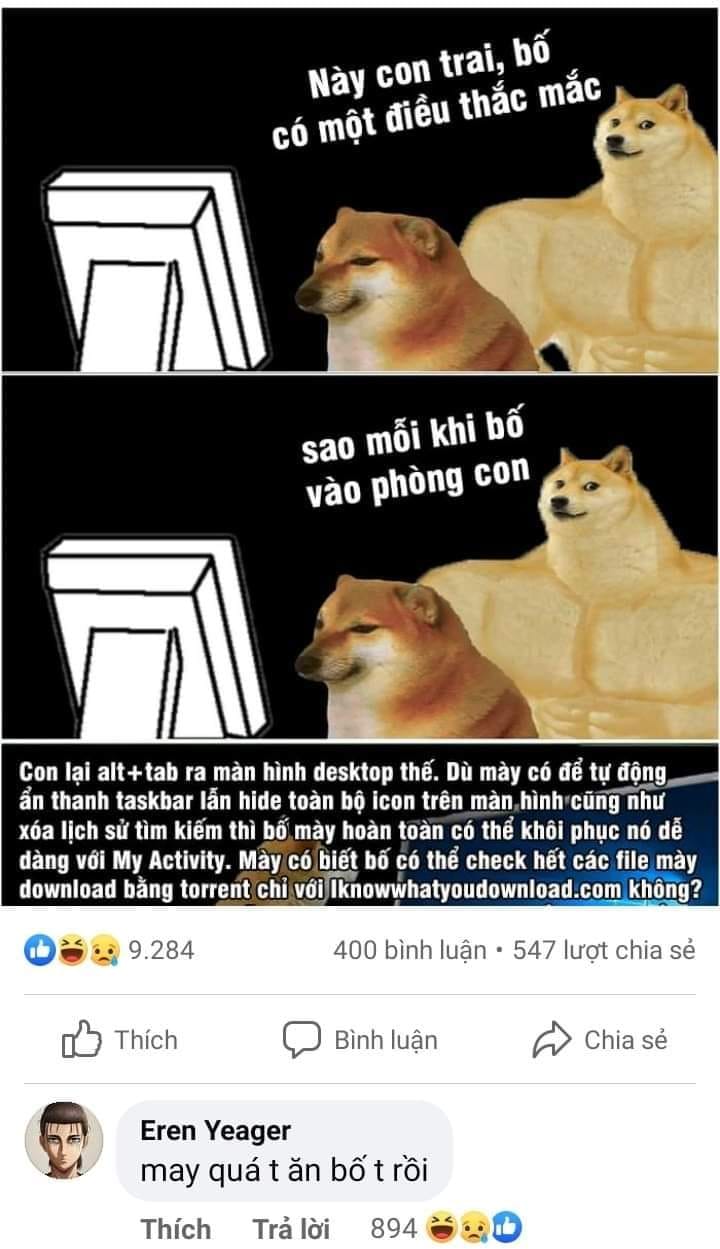 Này con trai, bố
có một điều thắc mắc
sao mỗi khi bố
vào phòng con
Con lại alt+tab ra màn hình desktop thế. Dù mày có để tự động
ẩn thanh taskbar lẫn hide toàn bộ icon trên màn hình cũng như
xóa lịch sử tìm kiếm thì bố mày hoàn toàn có thể khôi phục nó dễ
dàng với My Activity. Mày có biết bố có thể check hết các file mày
download bằng torrent chỉ với Iknowwhatyoudownload.com không?
9.284 400 bình luận • 547 lượt chia sẻ
Thích Bình luận Chia sẻ
Eren Yeager
may quá t ăn bố t rồi
Thích Trả lời 894